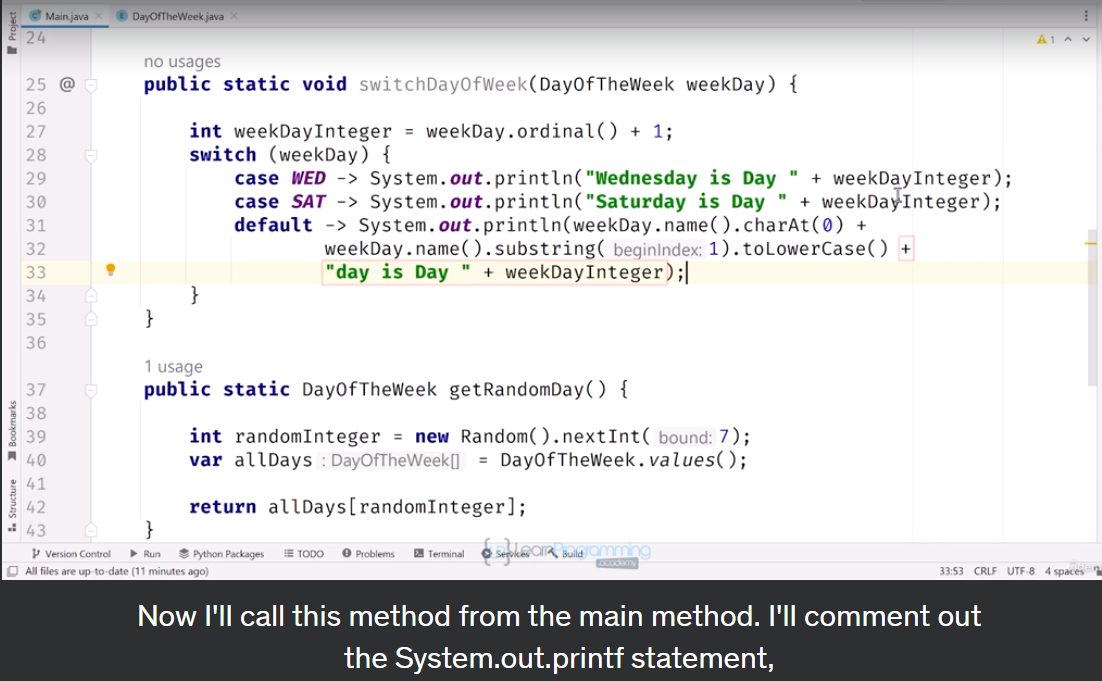 Main.java
DayOfTheWeek.java
Project
24
1
no usages
25 @ public static void switchDayOfWeek(DayOfTheWeek weekDay) {
26
27 int weekDayInteger = weekDay.ordinal() + 1;
28 switch (weekDay) {
29 case WED -> System.out.println("Wednesday is Day " + weekDayInteger);
30 case SAT -> System.out.println("Saturday is Day " + weekDayInteger);
31 default -> System.out.println(weekDay.name().charAt(0) +
32 weekDay.name().substring( beginIndex: 1).toLowerCase() +
33 "day is Day " + weekDayInteger);
34 }
35 }
36
1 usage
37 public static DayOfTheWeek getRandomDay() {
38
39 int randomInteger = new Random().nextInt( bound: 7);
40 var allDays : DayOfTheWeek[] = DayOfTheWeek.values();
41
42 return allDays[randomInteger];
43 }
Bookmarks
Structure
Version Control Run Python Packages TODO Problems Terminal Services Build
LearnProgramming
academy
All files are up-to-date (11 minutes ago) 33:53 CRLF UTF-8 4 spaces
Now I'll call this method from the main method. I'll comment out
the System.out.printf statement,